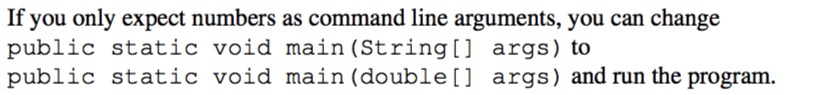 If you only expect numbers as command line arguments, you can change
public static void main(String[] args) to
public static void main(double[] args) and run the program.